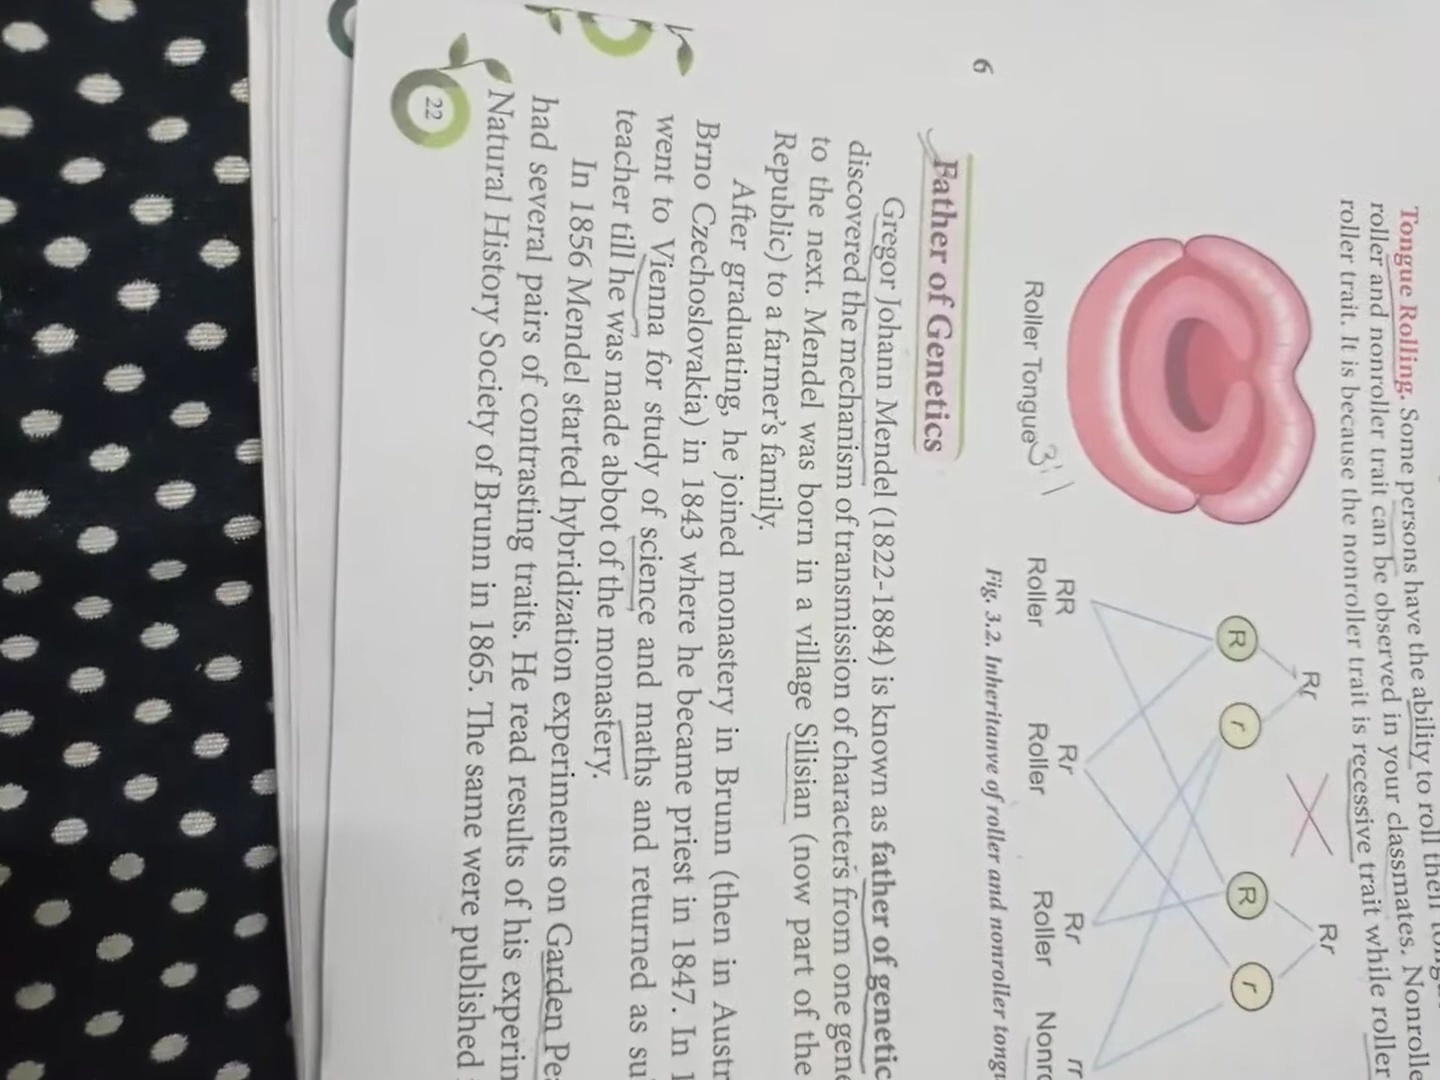 Tongue Rolling. Some persons have the ability to roll their
roller and nonroller trait can be observed in your classmates. Nonrolle
roller trait. It is because the nonroller trait is recessive trait while roller
Rr Rr
R r R r
RR Rr Rr rr
Roller Tongue Roller Roller Roller Nonro
Fig. 3.2. Inheritanve of roller and nonroller tongu
6
Father of Genetics
Gregor Johann Mendel (1822-1884) is known as father of genetic
discovered the mechanism of transmission of characters from one gene
to the next. Mendel was born in a village Silisian (now part of the
Republic) to a farmer's family.
After graduating, he joined monastery in Brunn (then in Austr
Brno Czechoslovakia) in 1843 where he became priest in 1847. In 1
went to Vienna for study of science and maths and returned as su
teacher till he was made abbot of the monastery.
In 1856 Mendel started hybridization experiments on Garden Pea
had several pairs of contrasting traits. He read results of his experin
Natural History Society of Brunn in 1865. The same were published
22